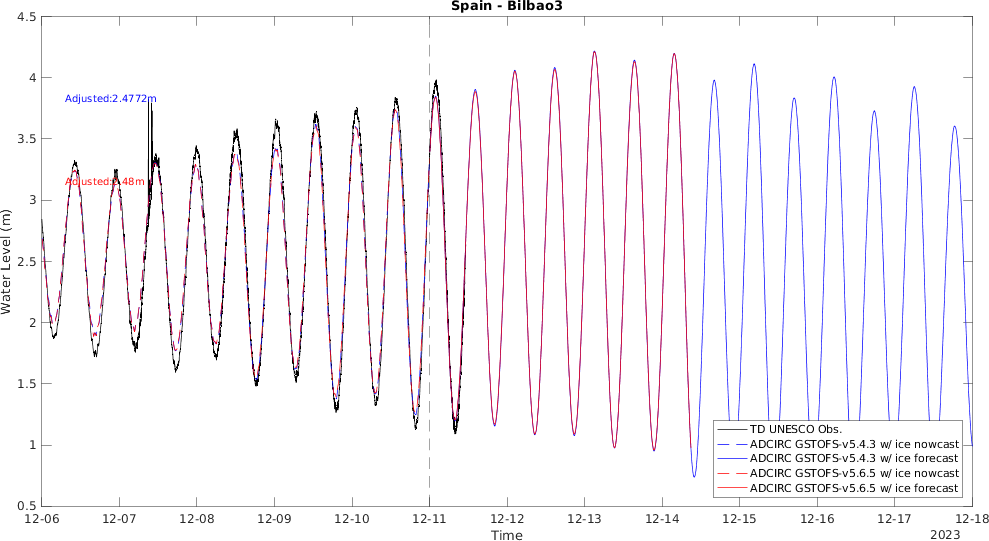 Spain - Bilbao3
4.5
4
3.5
3
2.5
2
1.5
1
0.5
Water Level (m)
Adjusted:2.4772m
TD UNESCO Obs.
ADCIRC GSTOFS-v5.4.3 w/ ice nowcast
ADCIRC GSTOFS-v5.4.3 w/ ice forecast
ADCIRC GSTOFS-v5.6.5 w/ ice nowcast
ADCIRC GSTOFS-v5.6.5 w/ ice forecast
12-06 12-07 12-08 12-09 12-10 12-11 12-12 12-13 12-14 12-15 12-16 12-17 12-18
Time
2023